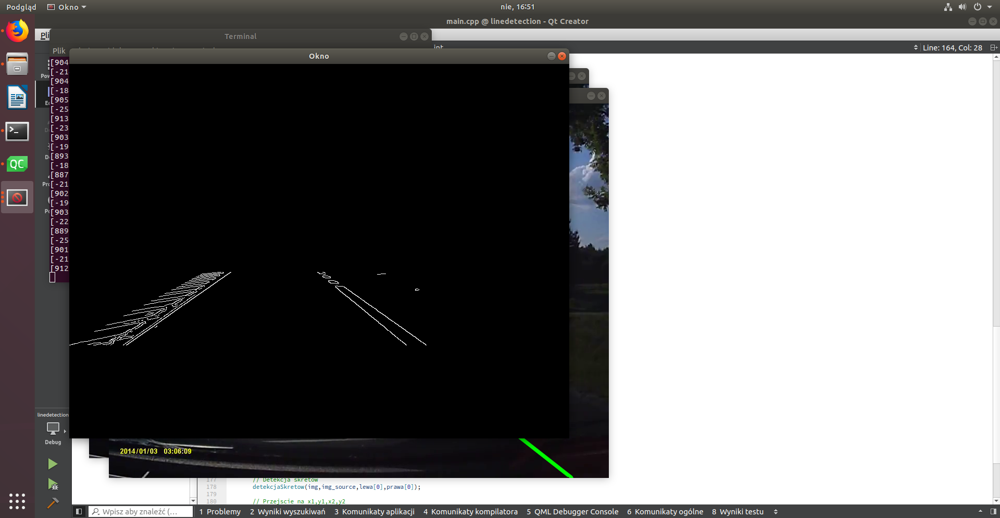 Podgląd Okno nie, 16:51
main.cpp @ linedetection - Qt Creator
Terminal
Plik
Okno
Line: 164, Col: 28
[904
[-21
[904
[-18
[905
[-25
[913
[-23
[903
[-19
[893
[-18
[887
[-21
[902
[-19
[903
[-22
[889
[-25
[901
[-21
[912
QC
linedetection
Debug
2014/01/03 03:06:09
177 // Detekcja skretow
178 detekcjaSkretow(img,img_source,lewa[0],prawa[0]);
179
180 // Przejscie na x1,y1,x2,y2
Wpisz aby znaleźć (... 1 Problemy 2 Wyniki wyszukiwań 3 Komunikaty aplikacji 4 Komunikaty kompilatora 5 QML Debugger Console 6 Komunikaty ogólne 8 Wyniki testu